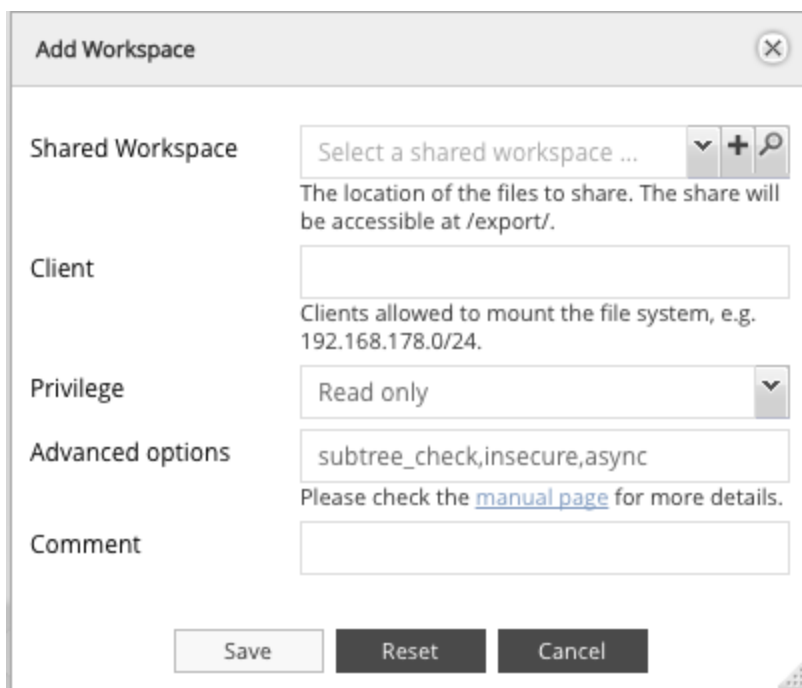 Add Workspace
Shared Workspace
Select a shared workspace ...
The location of the files to share. The share will
be accessible at /export/.
Client
Clients allowed to mount the file system, e.g.
192.168.178.0/24.
Privilege
Read only
Advanced options
subtree_check,insecure,async
Please check the manual page for more details.
Comment
Save
Reset
Cancel